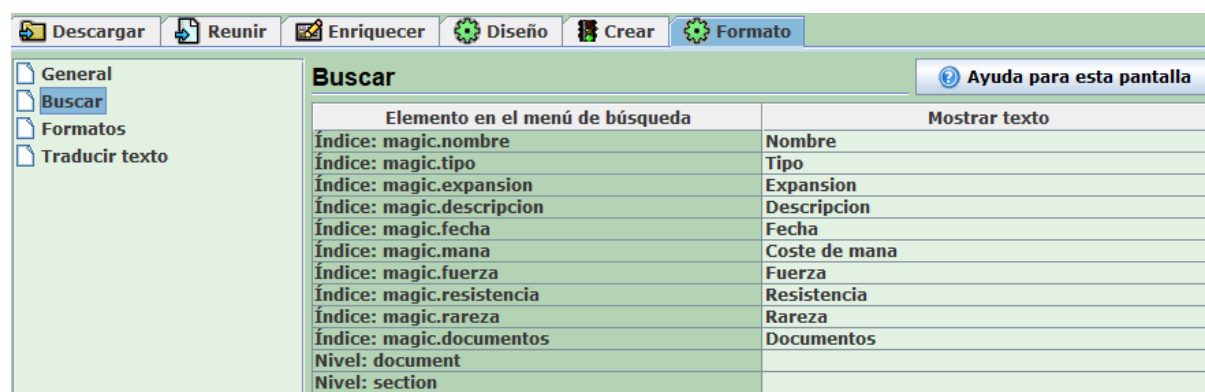 Descargar Reunir Enriquecer Diseño Crear Formato
General
Buscar
Formatos
Traducir texto
Buscar Ayuda para esta pantalla
Elemento en el menú de búsqueda Mostrar texto
Índice: magic.nombre Nombre
Índice: magic.tipo Tipo
Índice: magic.expansion Expansion
Índice: magic.descripcion Descripcion
Índice: magic.fecha Fecha
Índice: magic.mana Coste de mana
Índice: magic.fuerza Fuerza
Índice: magic.resistencia Resistencia
Índice: magic.rareza Rareza
Índice: magic.documentos Documentos
Nivel: document
Nivel: section